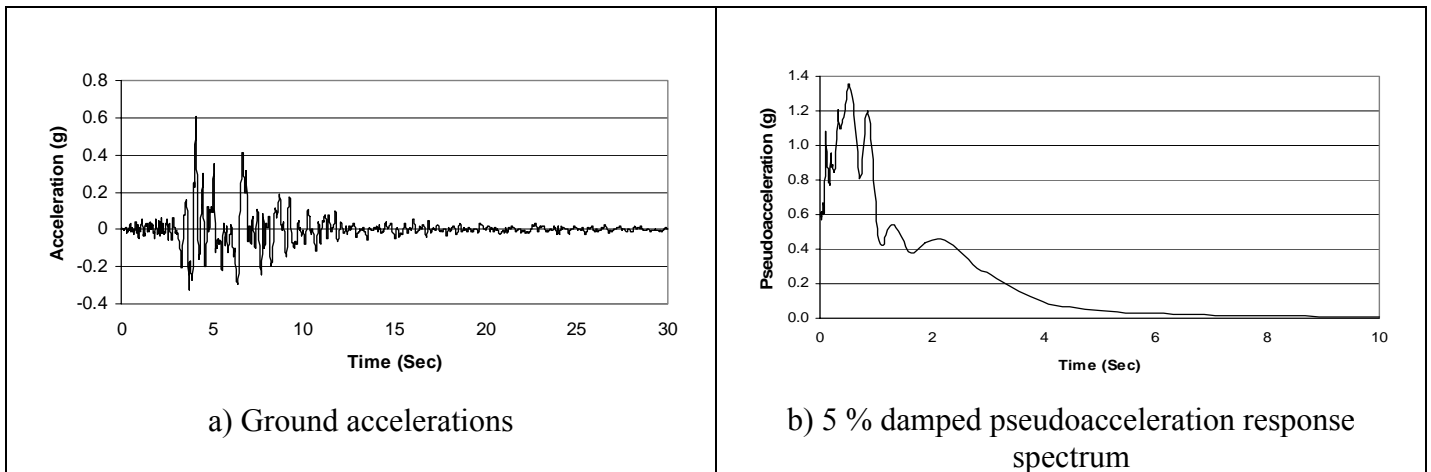 0.8
0.6
0.4
0.2
0
-0.2
-0.4
Acceleration (g)
0 5 10 15 20 25 30
Time (Sec)
a) Ground accelerations
1.4
1.2
1.0
0.8
0.6
0.4
0.2
0.0
Pseudoacceleration (g)
0 2 4 6 8 10
Time (Sec)
b) 5 % damped pseudoacceleration response
spectrum